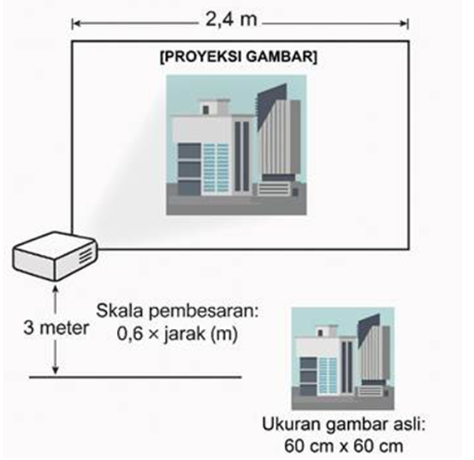 2,4 m
[PROYEKSI GAMBAR]
3 meter
Skala pembesaran:
0,6 × jarak (m)
Ukuran gambar asli:
60 cm x 60 cm